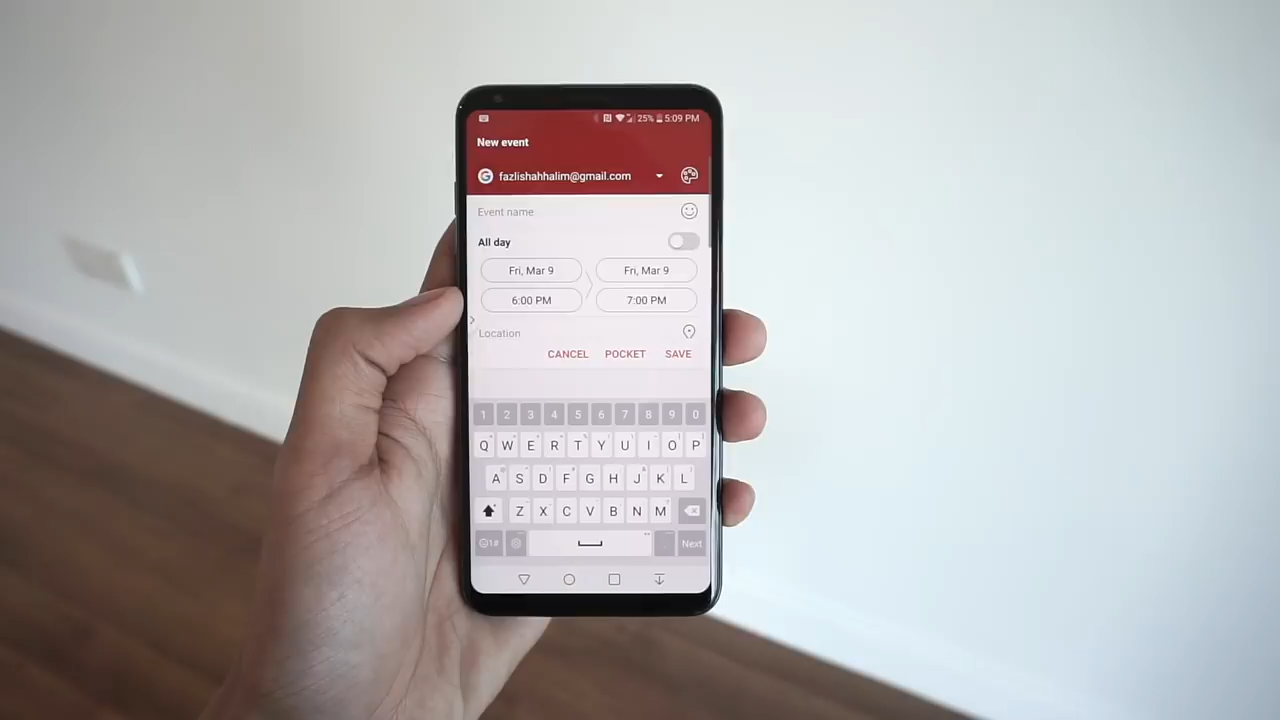 25% 5:09 PM
New event
G fazlishahhalim@gmail.com
Event name
All day
Fri, Mar 9 Fri, Mar 9
6:00 PM 7:00 PM
Location
CANCEL POCKET SAVE
1 2 3 4 5 6 7 8 9 0
Q W E R T Y U I O P
A S D F G H J K L
Z X C V B N M
1# Next